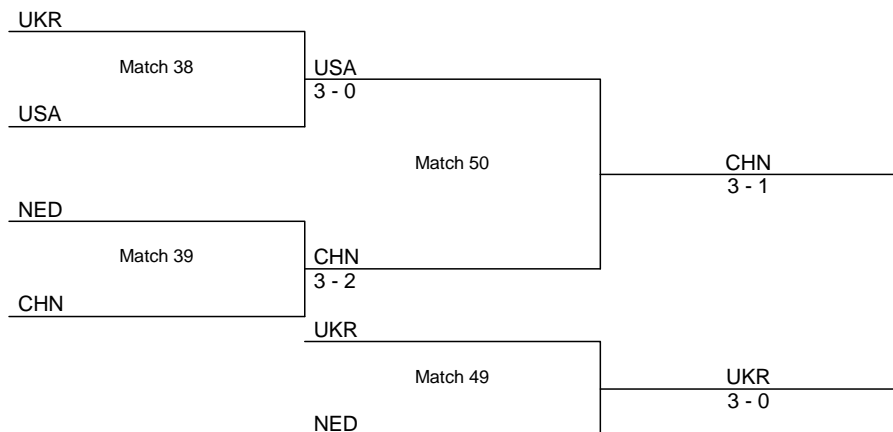 UKR
Match 38
USA
3 - 0
USA
Match 50
CHN
3 - 1
NED
Match 39
CHN
3 - 2
CHN
UKR
Match 49
UKR
3 - 0
NED